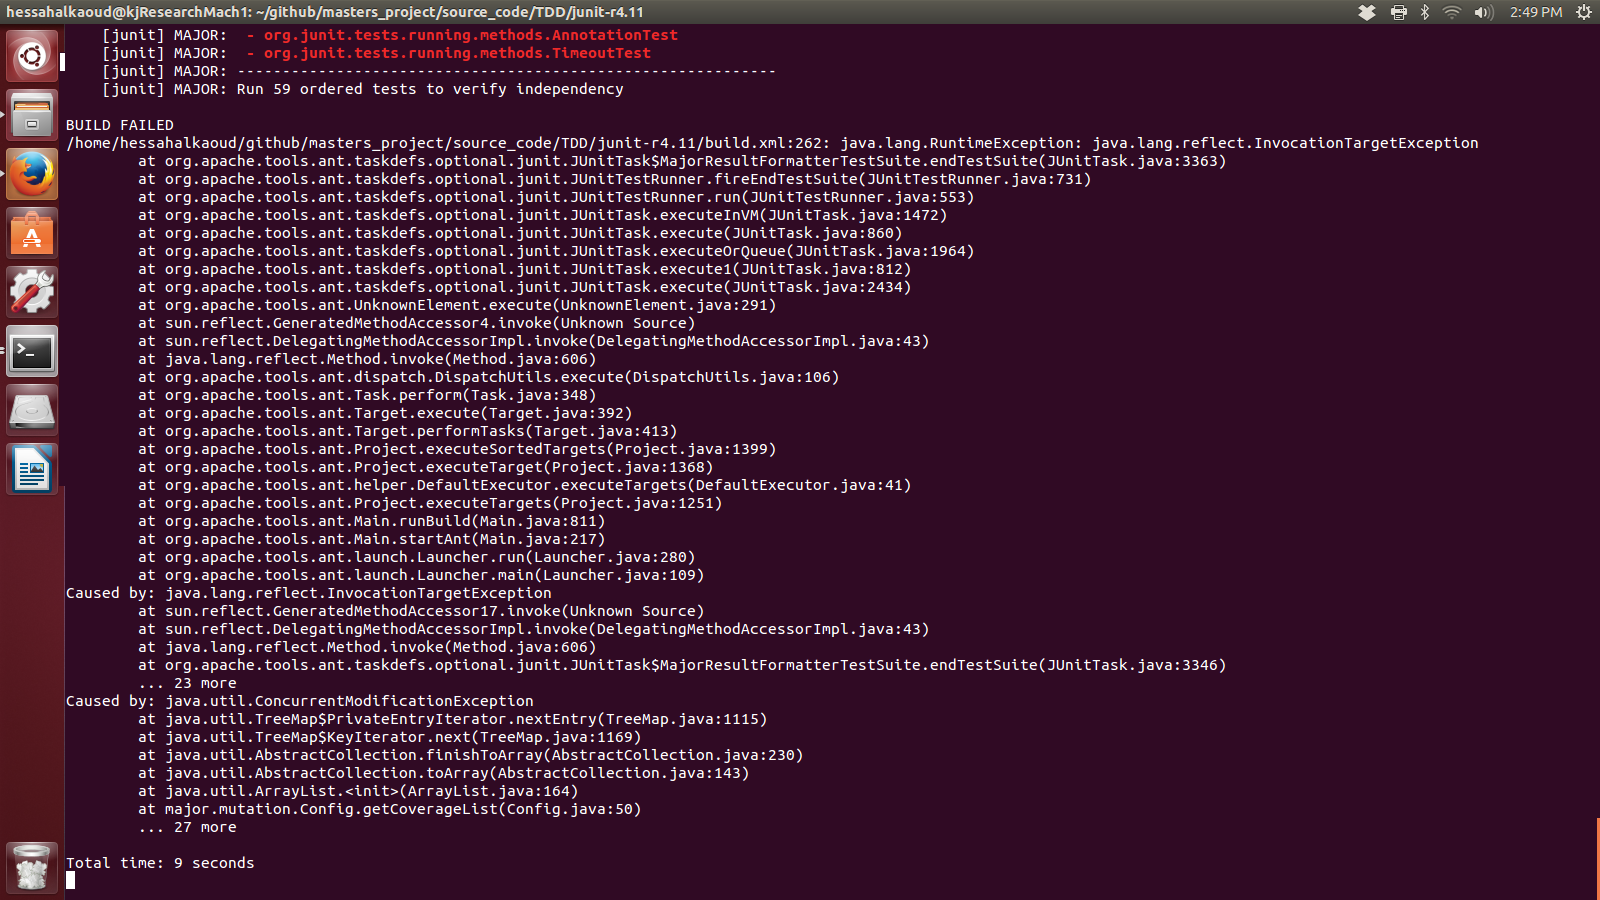 hessahalkaoud@kjResearchMach1: ~/github/masters_project/source_code/TDD/junit-r4.11
2:49 PM
[junit] MAJOR:  - org.junit.tests.running.methods.AnnotationTest
[junit] MAJOR:  - org.junit.tests.running.methods.TimeoutTest
[junit] MAJOR: ------------------------------------------------------------
[junit] MAJOR: Run 59 ordered tests to verify independency
BUILD FAILED
/home/hessahalkaoud/github/masters_project/source_code/TDD/junit-r4.11/build.xml:262: java.lang.RuntimeException: java.lang.reflect.InvocationTargetException
at org.apache.tools.ant.taskdefs.optional.junit.JUnitTask$MajorResultFormatterTestSuite.endTestSuite(JUnitTask.java:3363)
at org.apache.tools.ant.taskdefs.optional.junit.JUnitTestRunner.fireEndTestSuite(JUnitTestRunner.java:731)
at org.apache.tools.ant.taskdefs.optional.junit.JUnitTestRunner.run(JUnitTestRunner.java:553)
at org.apache.tools.ant.taskdefs.optional.junit.JUnitTask.executeInVM(JUnitTask.java:1472)
at org.apache.tools.ant.taskdefs.optional.junit.JUnitTask.execute(JUnitTask.java:860)
at org.apache.tools.ant.taskdefs.optional.junit.JUnitTask.executeOrQueue(JUnitTask.java:1964)
at org.apache.tools.ant.taskdefs.optional.junit.JUnitTask.execute1(JUnitTask.java:812)
at org.apache.tools.ant.taskdefs.optional.junit.JUnitTask.execute(JUnitTask.java:2434)
at org.apache.tools.ant.UnknownElement.execute(UnknownElement.java:291)
at sun.reflect.GeneratedMethodAccessor4.invoke(Unknown Source)
at sun.reflect.DelegatingMethodAccessorImpl.invoke(DelegatingMethodAccessorImpl.java:43)
at java.lang.reflect.Method.invoke(Method.java:606)
at org.apache.tools.ant.dispatch.DispatchUtils.execute(DispatchUtils.java:106)
at org.apache.tools.ant.Task.perform(Task.java:348)
at org.apache.tools.ant.Target.execute(Target.java:392)
at org.apache.tools.ant.Target.performTasks(Target.java:413)
at org.apache.tools.ant.Project.executeSortedTargets(Project.java:1399)
at org.apache.tools.ant.Project.executeTarget(Project.java:1368)
at org.apache.tools.ant.helper.DefaultExecutor.executeTargets(DefaultExecutor.java:41)
at org.apache.tools.ant.Project.executeTargets(Project.java:1251)
at org.apache.tools.ant.Main.runBuild(Main.java:811)
at org.apache.tools.ant.Main.startAnt(Main.java:217)
at org.apache.tools.ant.launch.Launcher.run(Launcher.java:280)
at org.apache.tools.ant.launch.Launcher.main(Launcher.java:109)
Caused by: java.lang.reflect.InvocationTargetException
at sun.reflect.GeneratedMethodAccessor17.invoke(Unknown Source)
at sun.reflect.DelegatingMethodAccessorImpl.invoke(DelegatingMethodAccessorImpl.java:43)
at java.lang.reflect.Method.invoke(Method.java:606)
at org.apache.tools.ant.taskdefs.optional.junit.JUnitTask$MajorResultFormatterTestSuite.endTestSuite(JUnitTask.java:3346)
... 23 more
Caused by: java.util.ConcurrentModificationException
at java.util.TreeMap$PrivateEntryIterator.nextEntry(TreeMap.java:1115)
at java.util.TreeMap$KeyIterator.next(TreeMap.java:1169)
at java.util.AbstractCollection.finishToArray(AbstractCollection.java:230)
at java.util.AbstractCollection.toArray(AbstractCollection.java:143)
at java.util.ArrayList.<init>(ArrayList.java:164)
at major.mutation.Config.getCoverageList(Config.java:50)
... 27 more
Total time: 9 seconds